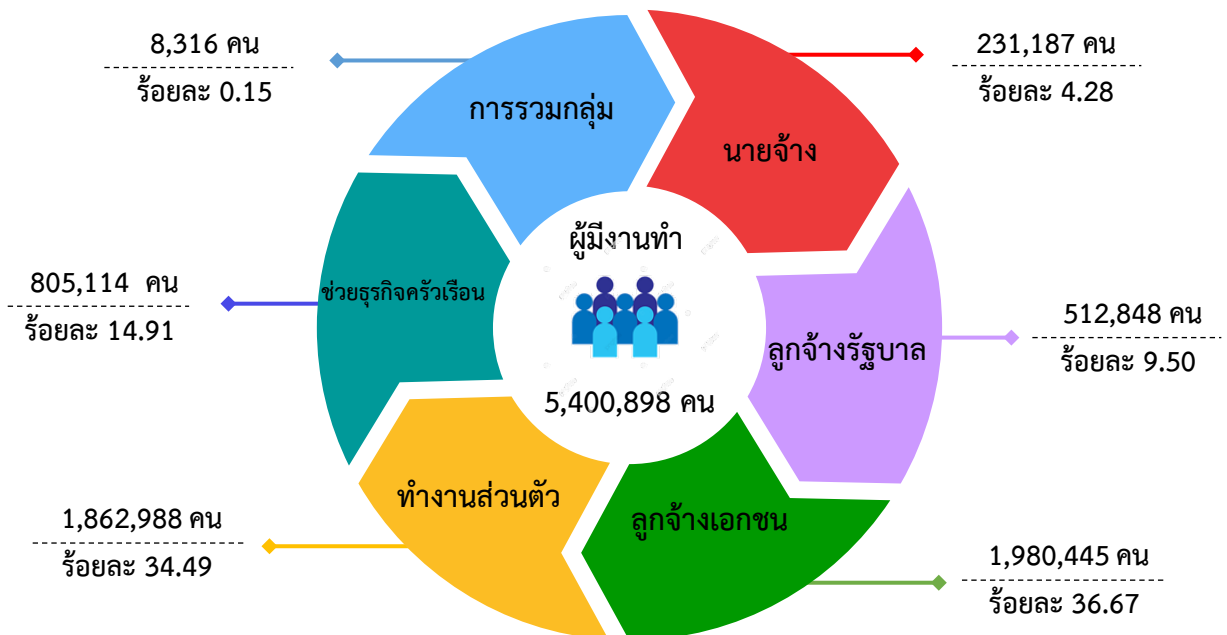 8,316 คน
ร้อยละ 0.15
การรวมกลุ่ม
231,187 คน
ร้อยละ 4.28
นายจ้าง
ผู้มีงานทำ
5,400,898 คน
805,114 คน
ร้อยละ 14.91
ช่วยธุรกิจครัวเรือน
512,848 คน
ร้อยละ 9.50
ลูกจ้างรัฐบาล
1,862,988 คน
ร้อยละ 34.49
ทำงานส่วนตัว
ลูกจ้างเอกชน
1,980,445 คน
ร้อยละ 36.67